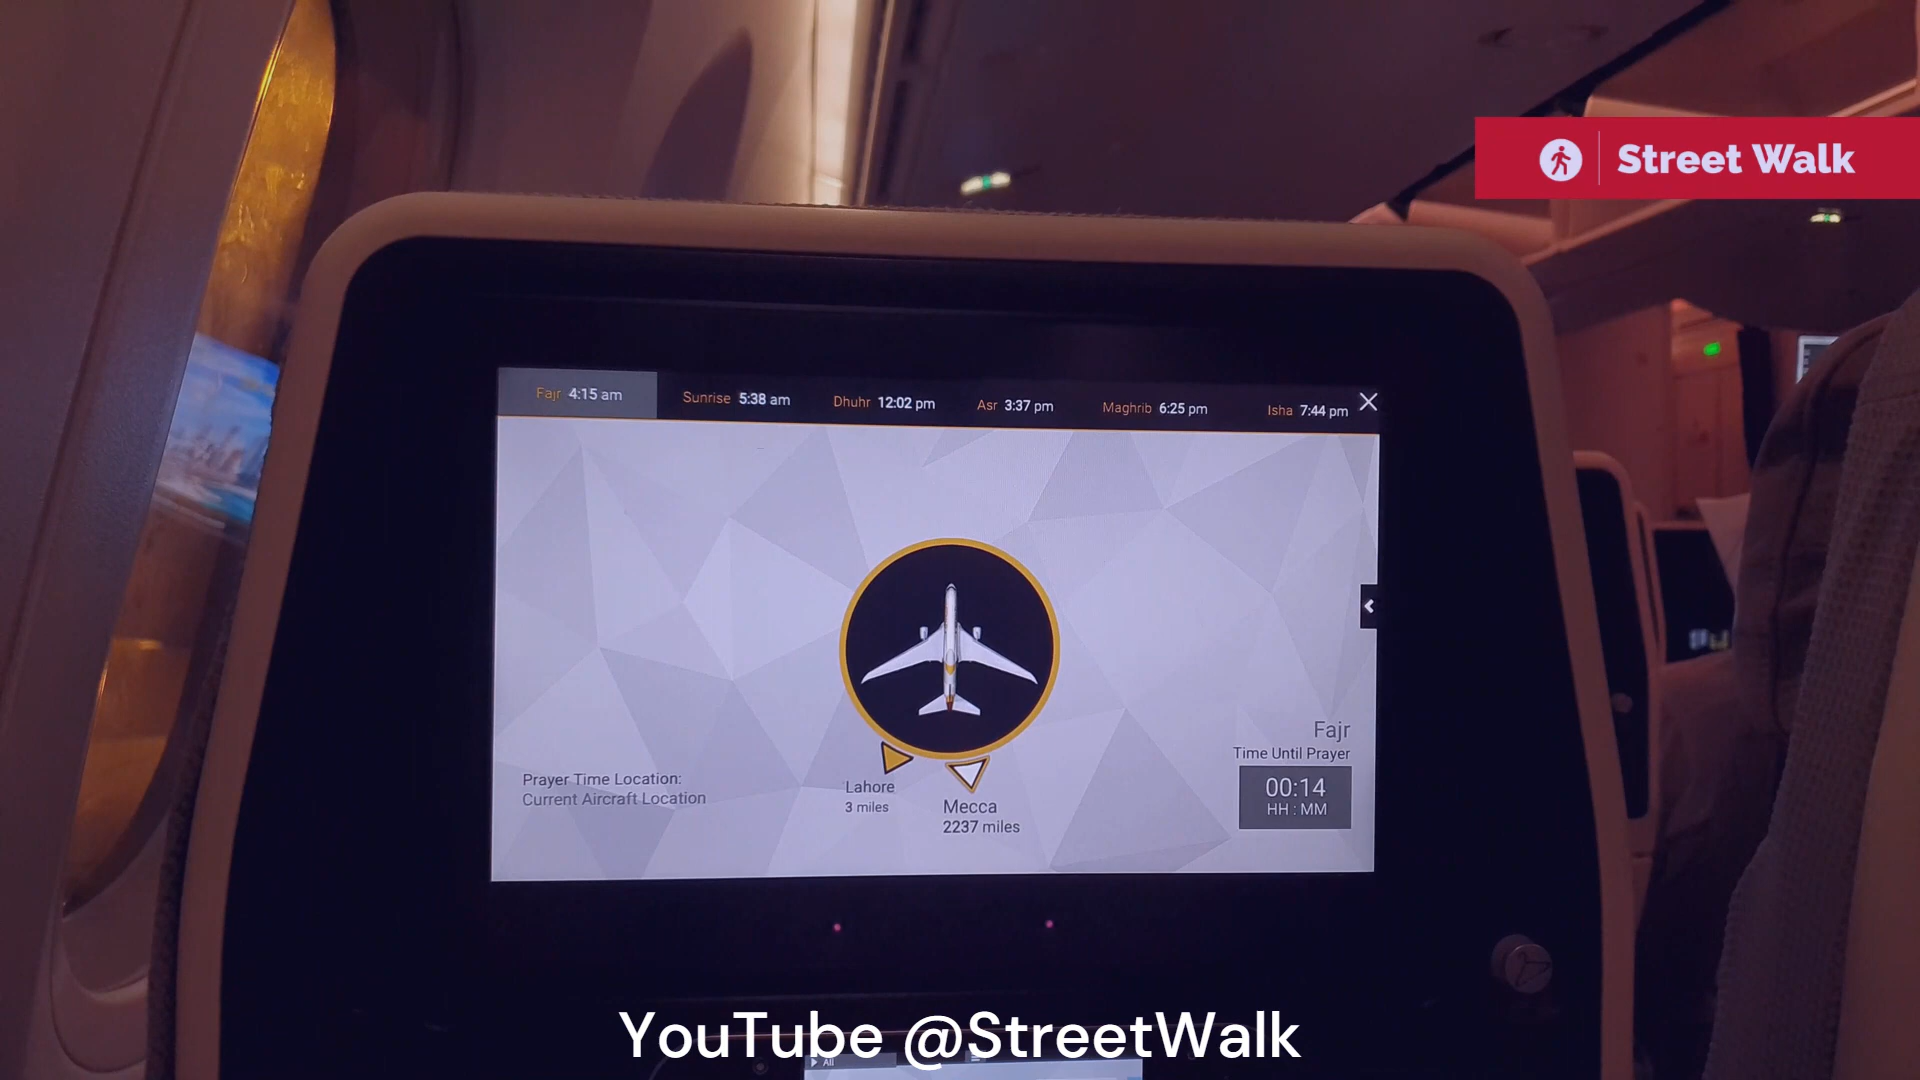 Street Walk
Fajr 4:15 am Sunrise 5:38 am Dhuhr 12:02 pm Asr 3:37 pm Maghrib 6:25 pm Isha 7:44 pm
Fajr
Time Until Prayer
00:14
HH : MM
Prayer Time Location:
Current Aircraft Location
Lahore
3 miles
Mecca
2237 miles
YouTube @StreetWalk
All